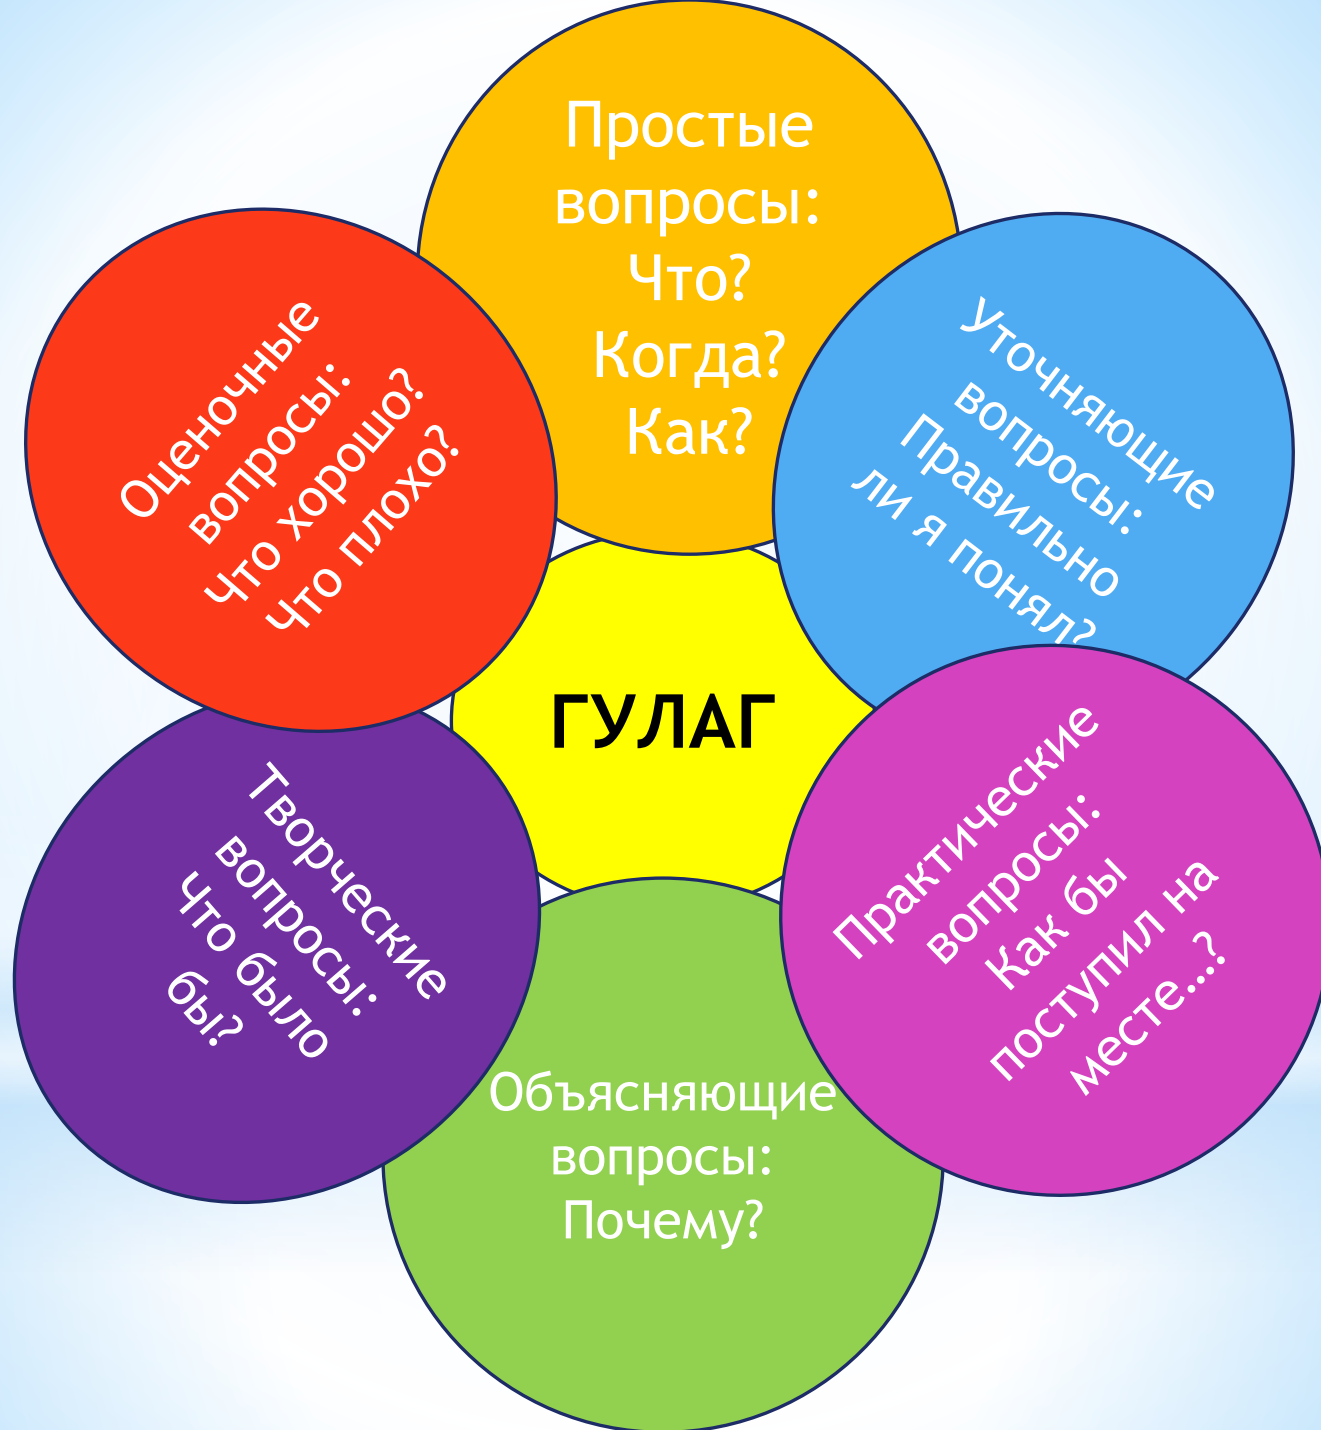 Простые
вопросы:
Что?
Когда?
Как?
Уточняющие
вопросы:
Правильно
ли я понял?
Практические
вопросы:
Как бы
поступил на
месте...?
Объясняющие
вопросы:
Почему?
Творческие
вопросы:
Что было
бы?
Оценочные
вопросы:
Что хорошо?
Что плохо?
ГУЛАГ